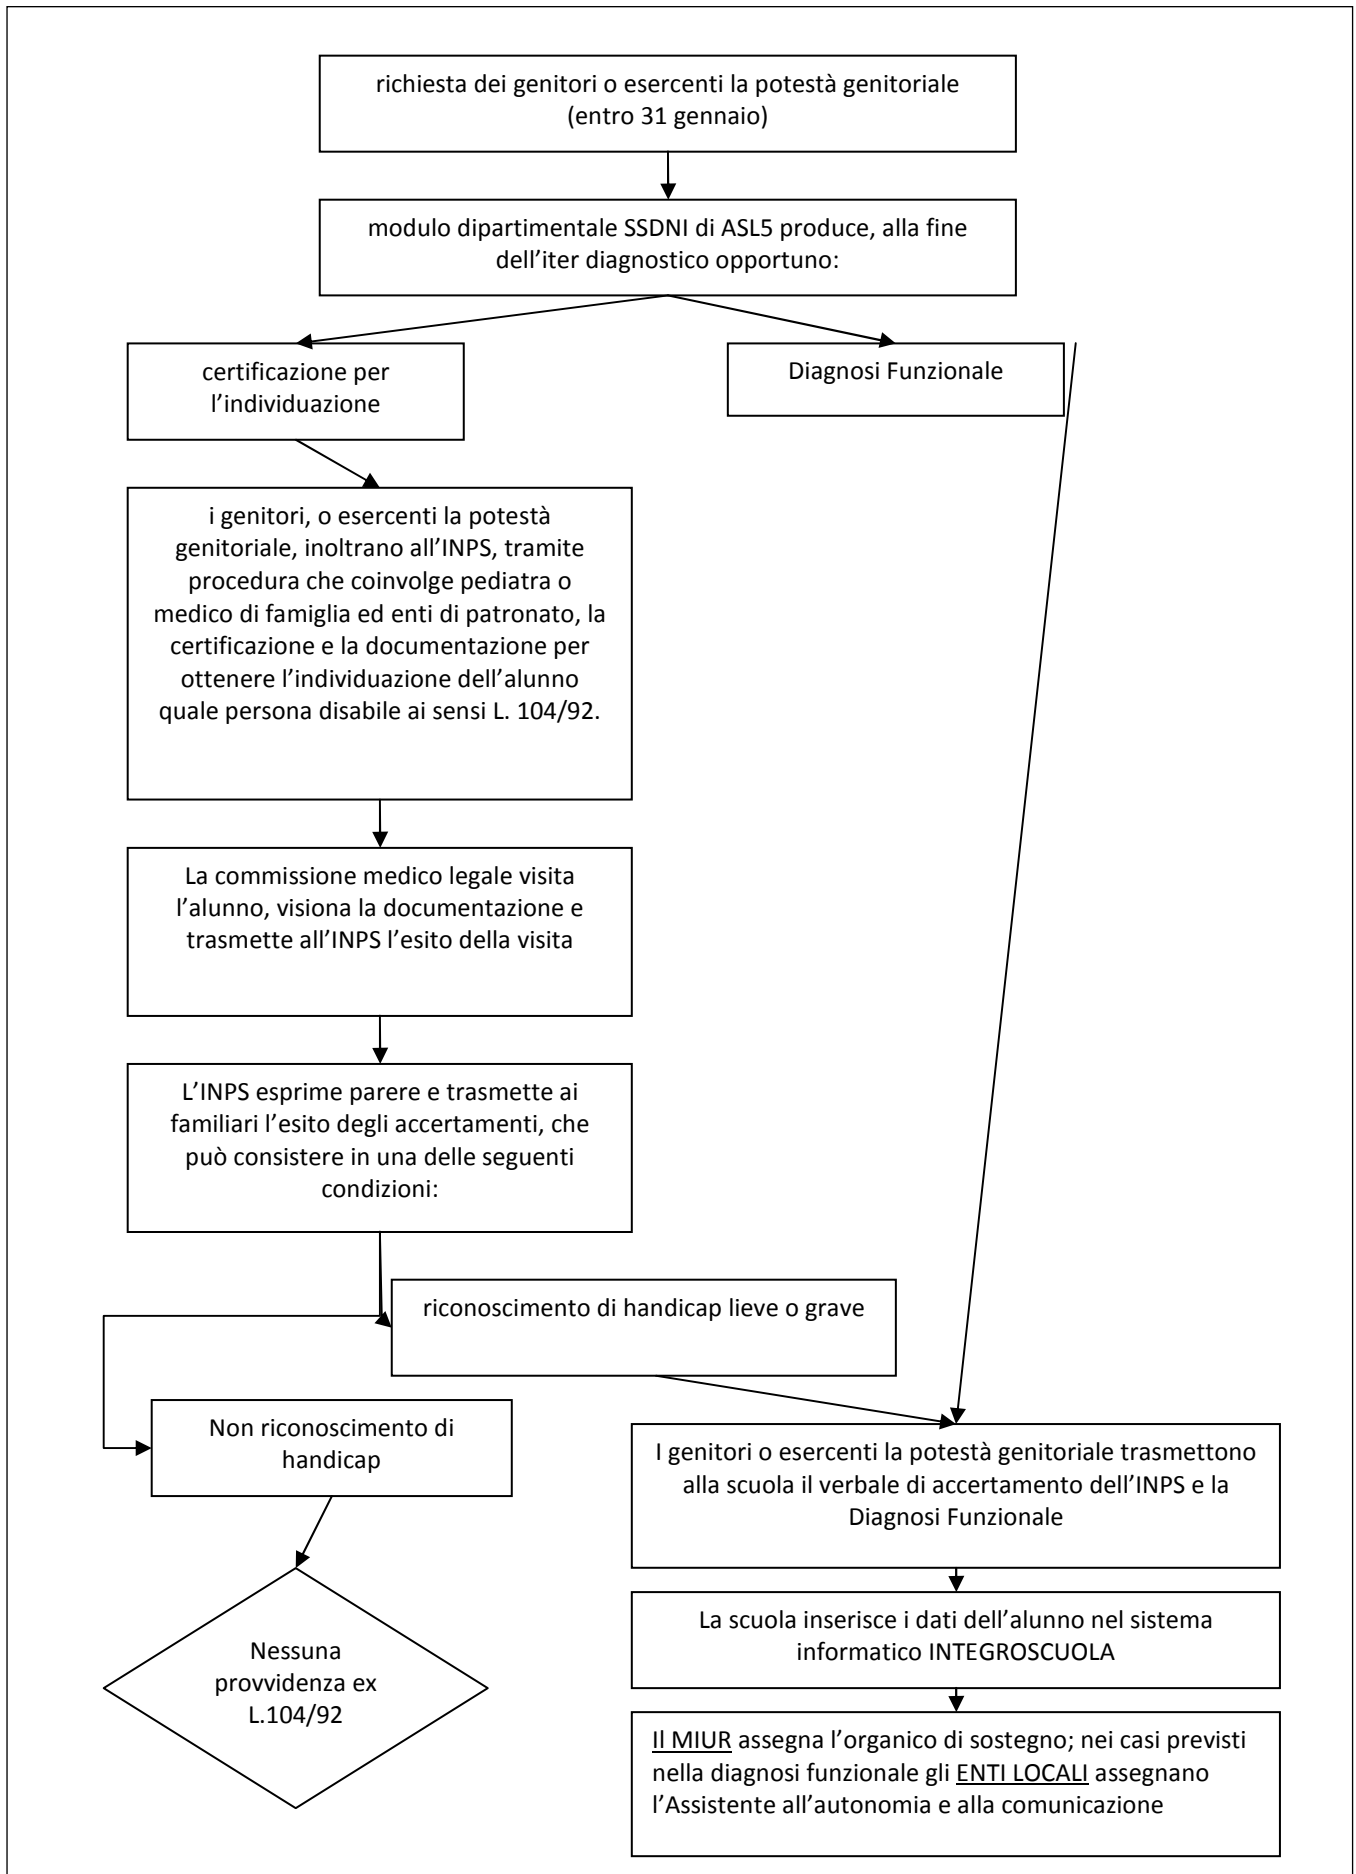 richiesta dei genitori o esercenti la potestà genitoriale
(entro 31 gennaio)
modulo dipartimentale SSDNI di ASL5 produce, alla fine
dell’iter diagnostico opportuno:
certificazione per
l’individuazione
Diagnosi Funzionale
i genitori, o esercenti la potestà
genitoriale, inoltrano all’INPS, tramite
procedura che coinvolge pediatra o
medico di famiglia ed enti di patronato, la
certificazione e la documentazione per
ottenere l’individuazione dell’alunno
quale persona disabile ai sensi L. 104/92.
La commissione medico legale visita
l’alunno, visiona la documentazione e
trasmette all’INPS l’esito della visita
L’INPS esprime parere e trasmette ai
familiari l’esito degli accertamenti, che
può consistere in una delle seguenti
condizioni:
riconoscimento di handicap lieve o grave
Non riconoscimento di
handicap
I genitori o esercenti la potestà genitoriale trasmettono
alla scuola il verbale di accertamento dell’INPS e la
Diagnosi Funzionale
Nessuna
provvidenza ex
L.104/92
La scuola inserisce i dati dell’alunno nel sistema
informatico INTEGROSCUOLA
Il MIUR assegna l’organico di sostegno; nei casi previsti
nella diagnosi funzionale gli ENTI LOCALI assegnano
l’Assistente all’autonomia e alla comunicazione